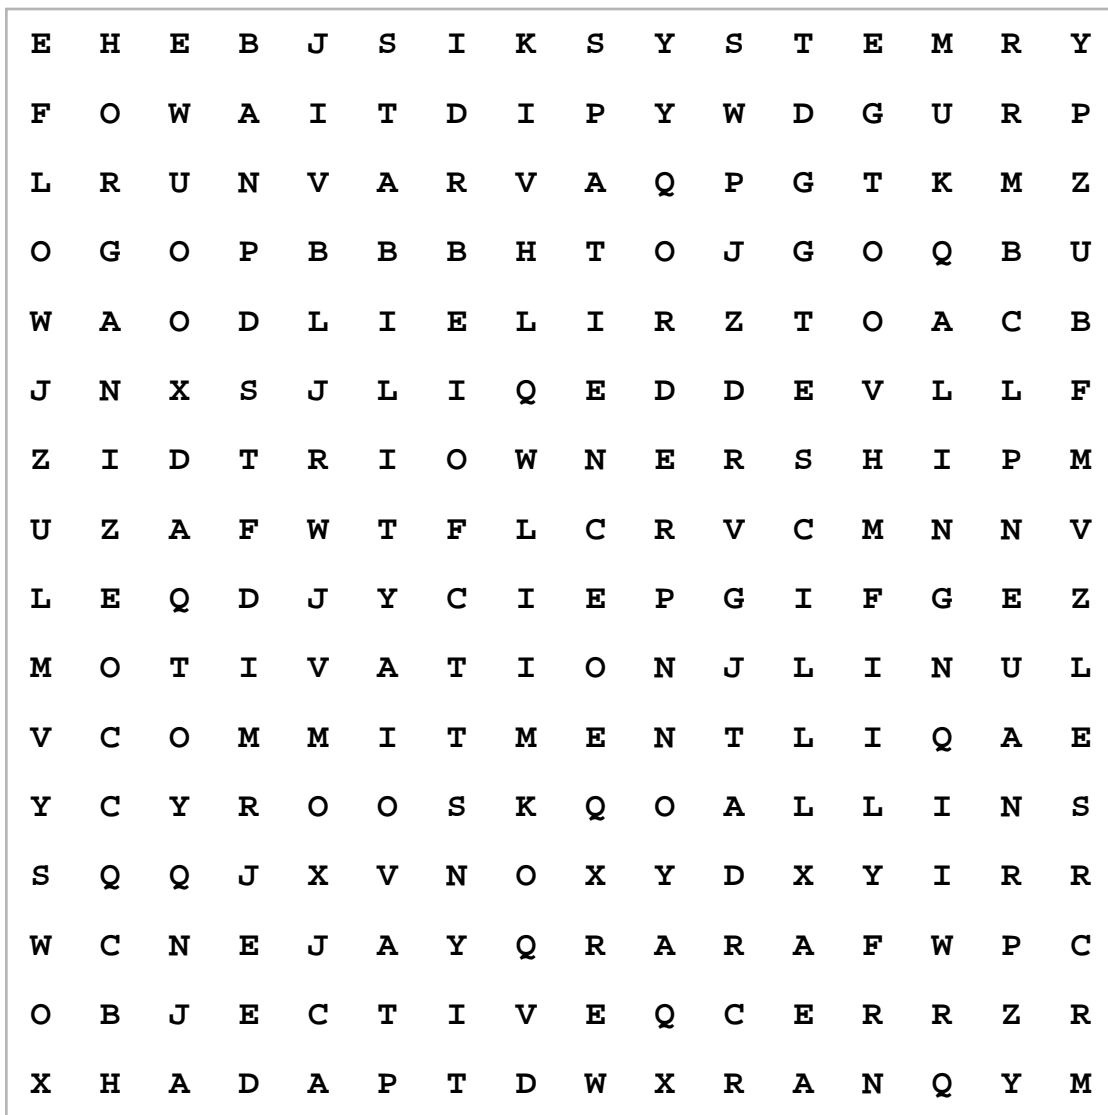 E H E B J S I K S Y S T E M R Y
F O W A I T D I P Y W D G U R P
L R U N V A R V A Q P G T K M Z
O G O P B B B H T O J G O Q B U
W A O D L I E L I R Z T O A C B
J N X S J L I Q E D D E V L L F
Z I D T R I O W N E R S H I P M
U Z A F W T F L C R V C M N N V
L E Q D J Y C I E P G I F G E Z
M O T I V A T I O N J L I N U L
V C O M M I T M E N T L I Q A E
Y C Y R O O S K Q O A L L I N S
S Q Q J X V N O X Y D X Y I R R
W C N E J A Y Q R A R A F W P C
O B J E C T I V E Q C E R R Z R
X H A D A P T D W X R A N Q Y M